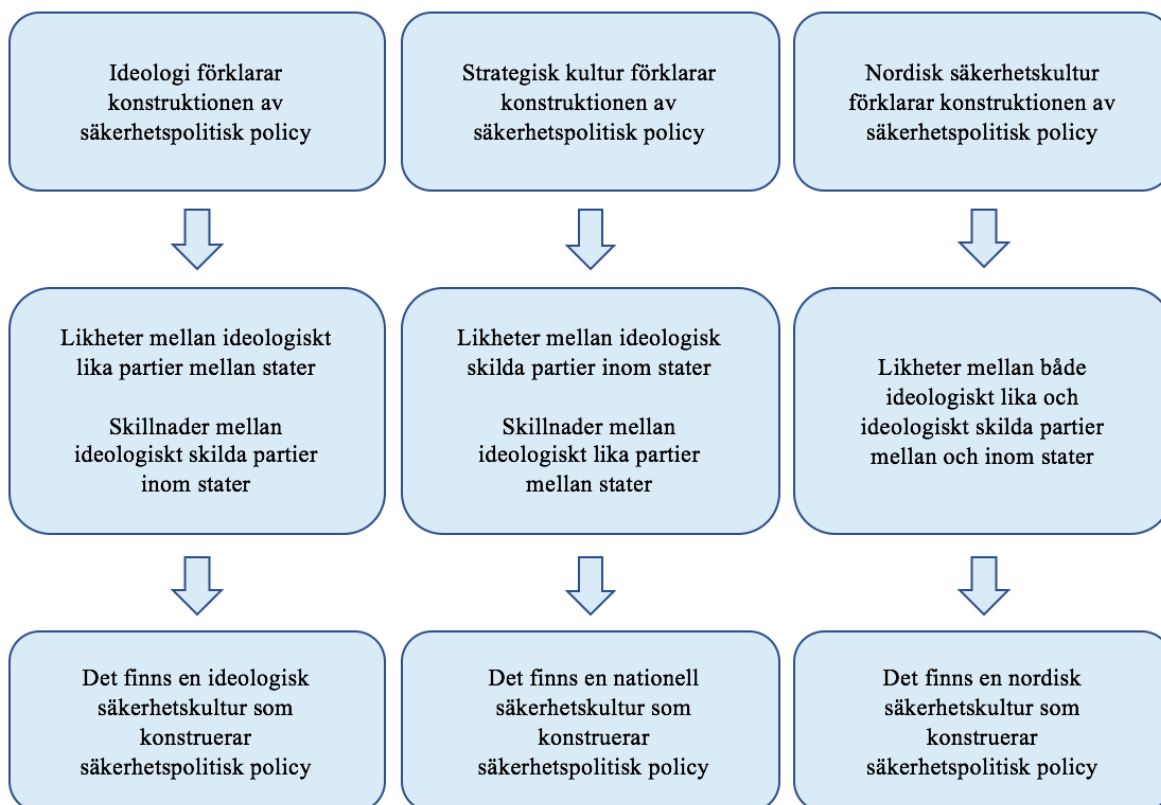 Ideologi förklarar
konstruktionen av
säkerhetspolitisk policy
Strategisk kultur förklarar
konstruktionen av
säkerhetspolitisk policy
Nordisk säkerhetskultur
förklarar konstruktionen av
säkerhetspolitisk policy
Likheter mellan ideologiskt
lika partier mellan stater
Skillnader mellan
ideologiskt skilda partier
inom stater
Likheter mellan ideologisk
skilda partier inom stater
Skillnader mellan
ideologiskt lika partier
mellan stater
Likheter mellan både
ideologiskt lika och
ideologiskt skilda partier
mellan och inom stater
Det finns en ideologisk
säkerhetskultur som
konstruerar
säkerhetspolitisk policy
Det finns en nationell
säkerhetskultur som
konstruerar
säkerhetspolitisk policy
Det finns en nordisk
säkerhetskultur som
konstruerar
säkerhetspolitisk policy